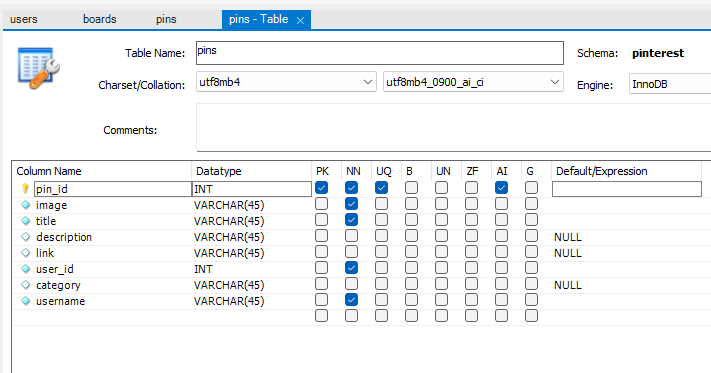 users boards pins pins - Table ×
Table Name: pins Schema: pinterest
Charset/Collation: utf8mb4 utf8mb4_0900_ai_ci Engine: InnoDB
Comments:
Column Name Datatype PK NN UQ B UN ZF AI G Default/Expression
pin_id INT
image VARCHAR(45)
title VARCHAR(45)
description VARCHAR(45) NULL
link VARCHAR(45) NULL
user_id INT
category VARCHAR(45) NULL
username VARCHAR(45)